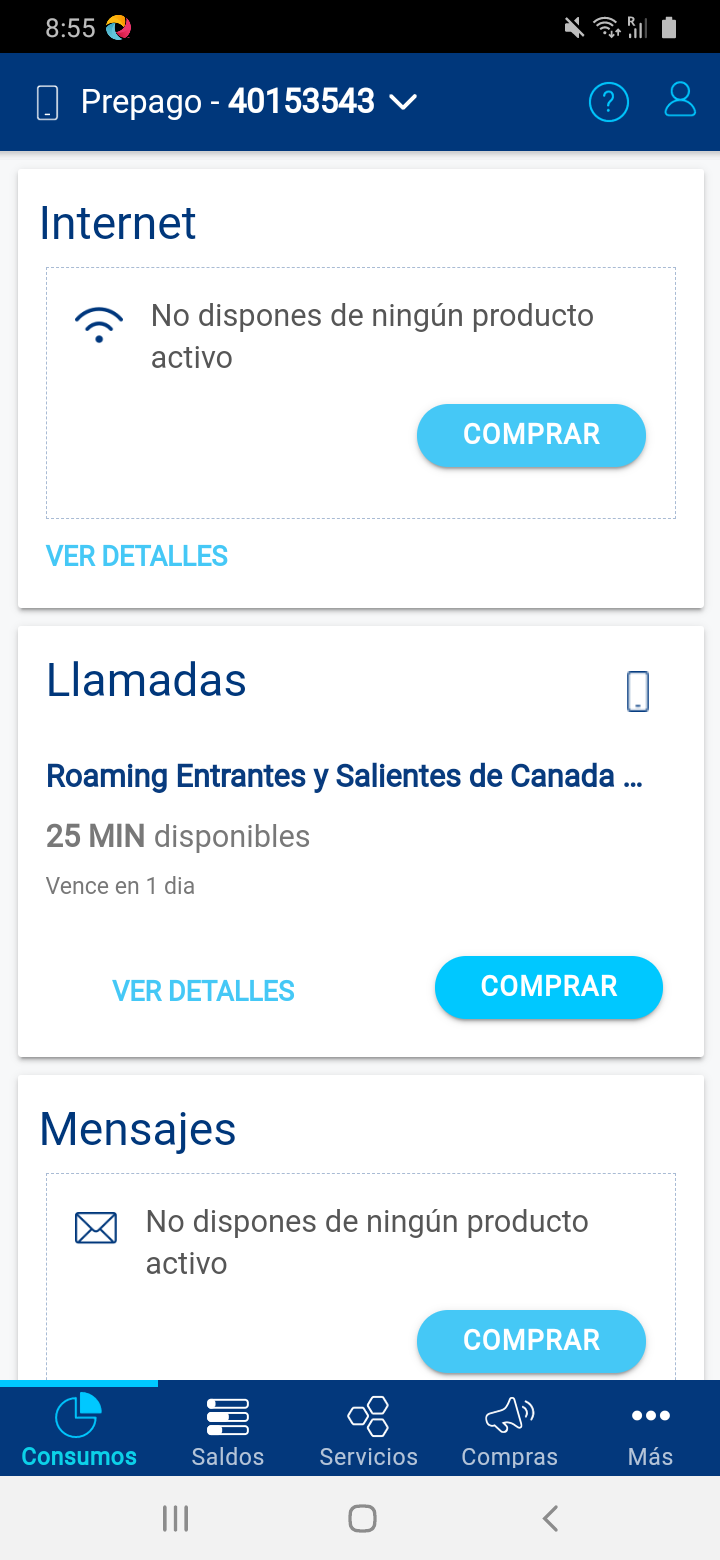 8:55
R
Prepago - 40153543
?
Internet
No dispones de ningún producto
activo
COMPRAR
VER DETALLES
Llamadas
Roaming Entrantes y Salientes de Canada ...
25 MIN disponibles
Vence en 1 dia
VER DETALLES
COMPRAR
Mensajes
No dispones de ningún producto
activo
COMPRAR
Consumos
Saldos
Servicios
Compras
Más